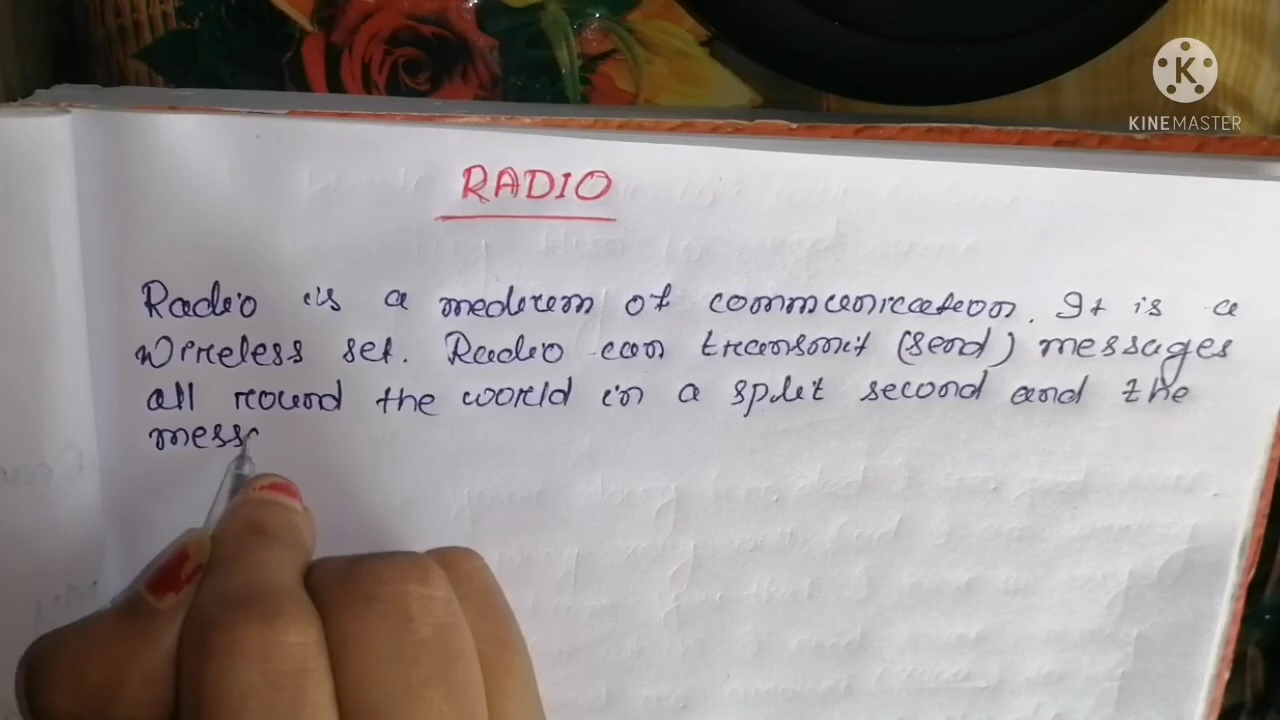 KINEMASTER
RADIO
Radio is a medium of communication. It is a
Wireless set. Radio can transmit (send) messages
all round the world in a split second and the
mess